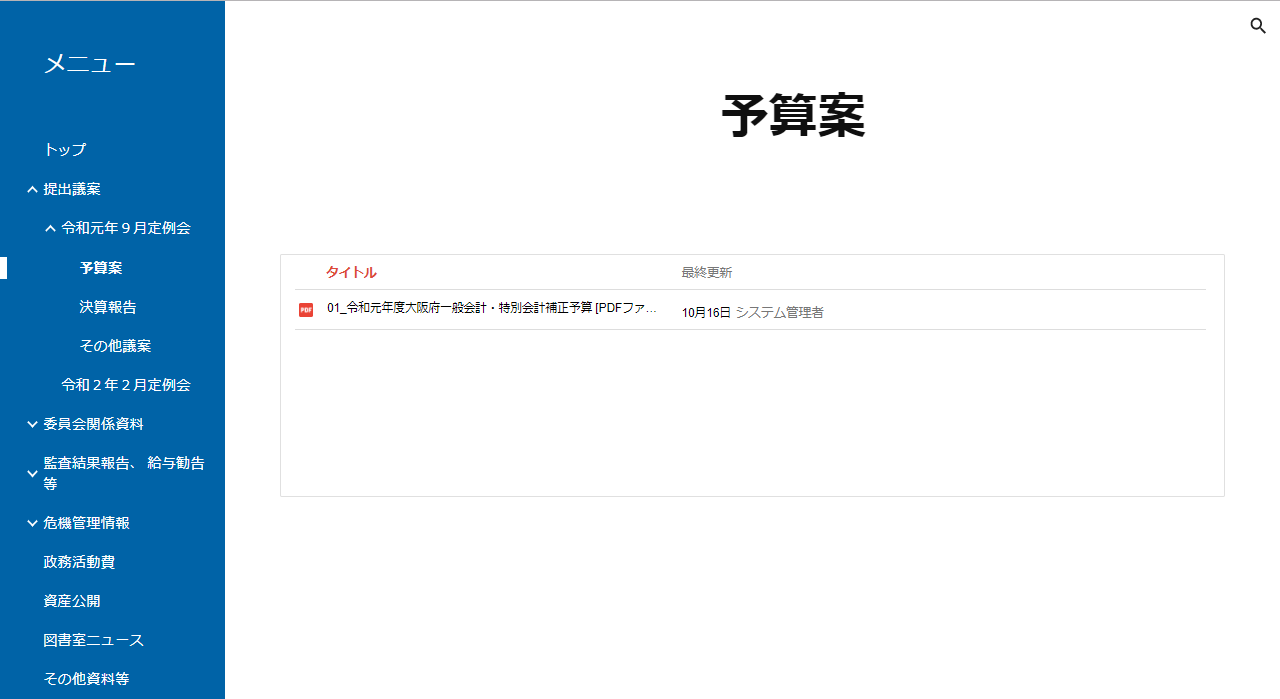 メニュー
トップ
提出議案
令和元年９月定例会
予算案
決算報告
その他議案
令和２年２月定例会
委員会関係資料
監査結果報告、 給与勧告
等
危機管理情報
政務活動費
資産公開
図書室ニュース
その他資料等
予算案
タイトル 最終更新
PDF 01_令和元年度大阪府一般会計・特別会計補正予算 [PDFファ… 10月16日 システム管理者